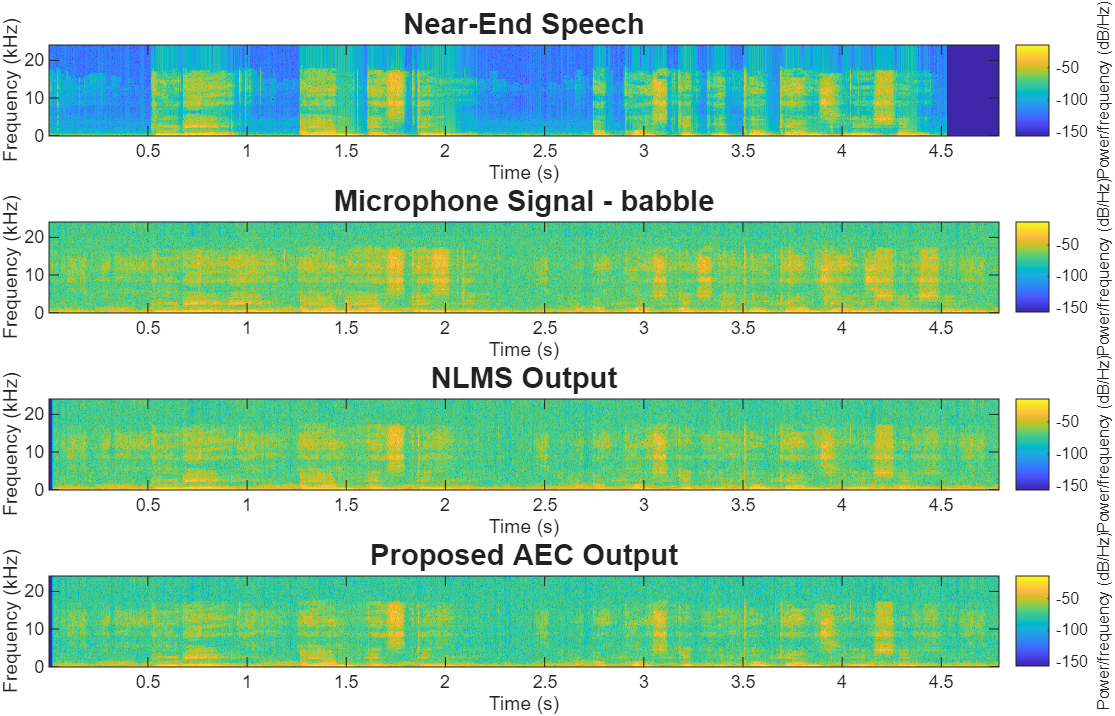 Near-End Speech
Frequency (kHz)
20
10
0
0.5 1 1.5 2 2.5 3 3.5 4 4.5
Time (s)
-50
-100
-150
Power/frequency (dB/Hz)
Microphone Signal - babble
Frequency (kHz)
20
10
0
0.5 1 1.5 2 2.5 3 3.5 4 4.5
Time (s)
-50
-100
-150
Power/frequency (dB/Hz)
NLMS Output
Frequency (kHz)
20
10
0
0.5 1 1.5 2 2.5 3 3.5 4 4.5
Time (s)
-50
-100
-150
Power/frequency (dB/Hz)
Proposed AEC Output
Frequency (kHz)
20
10
0
0.5 1 1.5 2 2.5 3 3.5 4 4.5
Time (s)
-50
-100
-150
Power/frequency (dB/Hz)